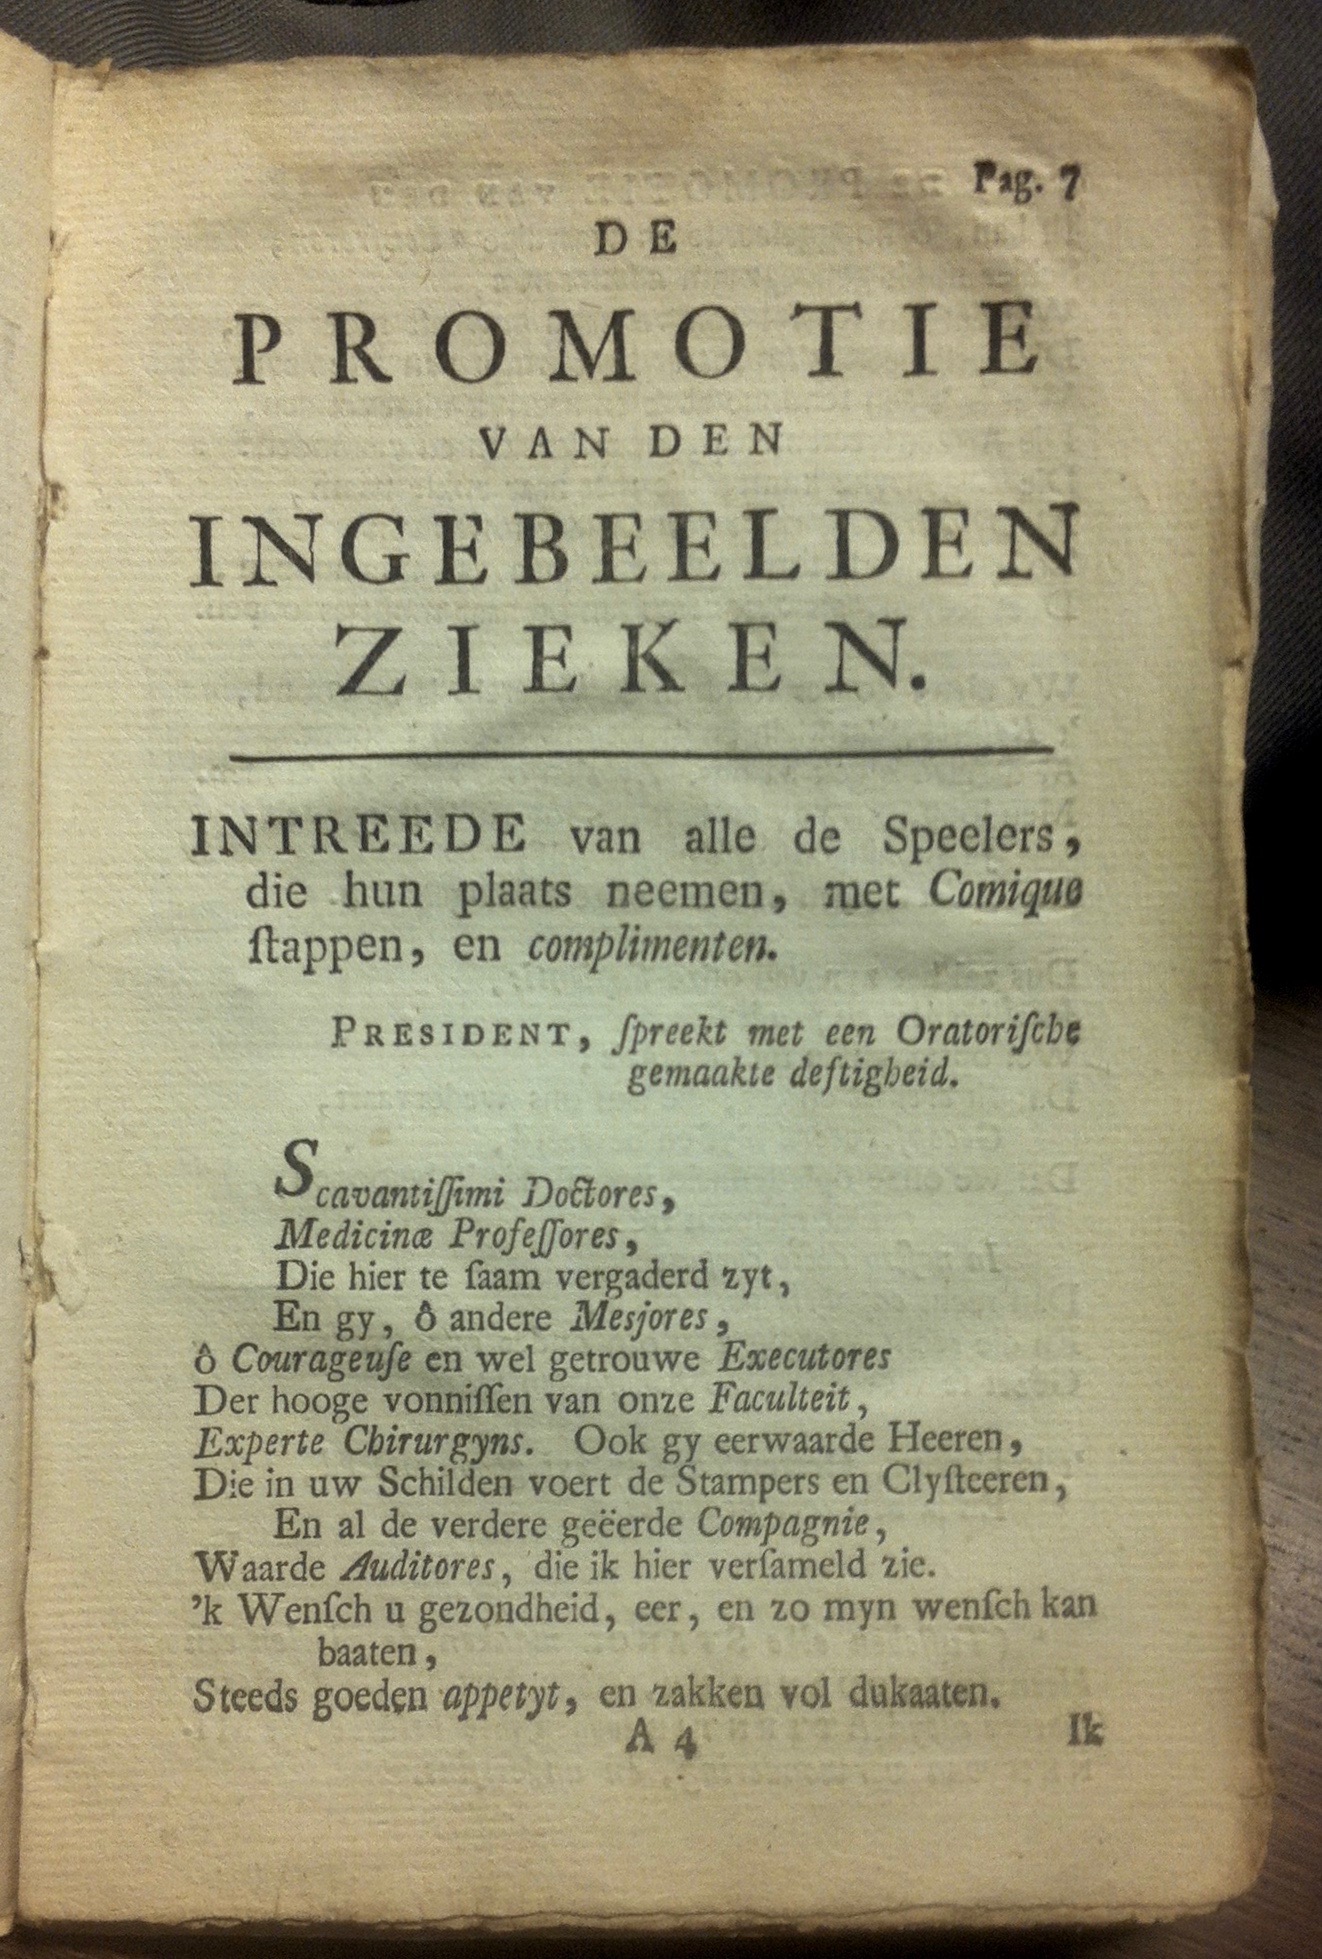 Pag. 7
DE
PROMOTIE
VAN DEN
INGEBEELDEN
ZIEKEN.
INTREEDE van alle de Speelers,
die hun plaats neemen, met Comique
ſtappen, en complimenten.
PRESIDENT, ſpreekt met een Oratoriſche
gemaakte deftigheid.
Scavantiſſimi Doctores,
Medicinæ Profeſſores,
Die hier te ſaam vergaderd zyt,
En gy, ô andere Mesjores,
ô Courageuſe en wel getrouwe Executores
Der hooge vonniſſen van onze Faculteit,
Experte Chirurgyns. Ook gy eerwaarde Heeren,
Die in uw Schilden voert de Stampers en Clyſteeren,
En al de verdere geëerde Compagnie,
Waarde Auditores, die ik hier verſameld zie.
'k Wenſch u gezondheid, eer, en zo myn wenſch kan
baaten,
Steeds goeden appetyt, en zakken vol dukaaten.
A 4 Ik